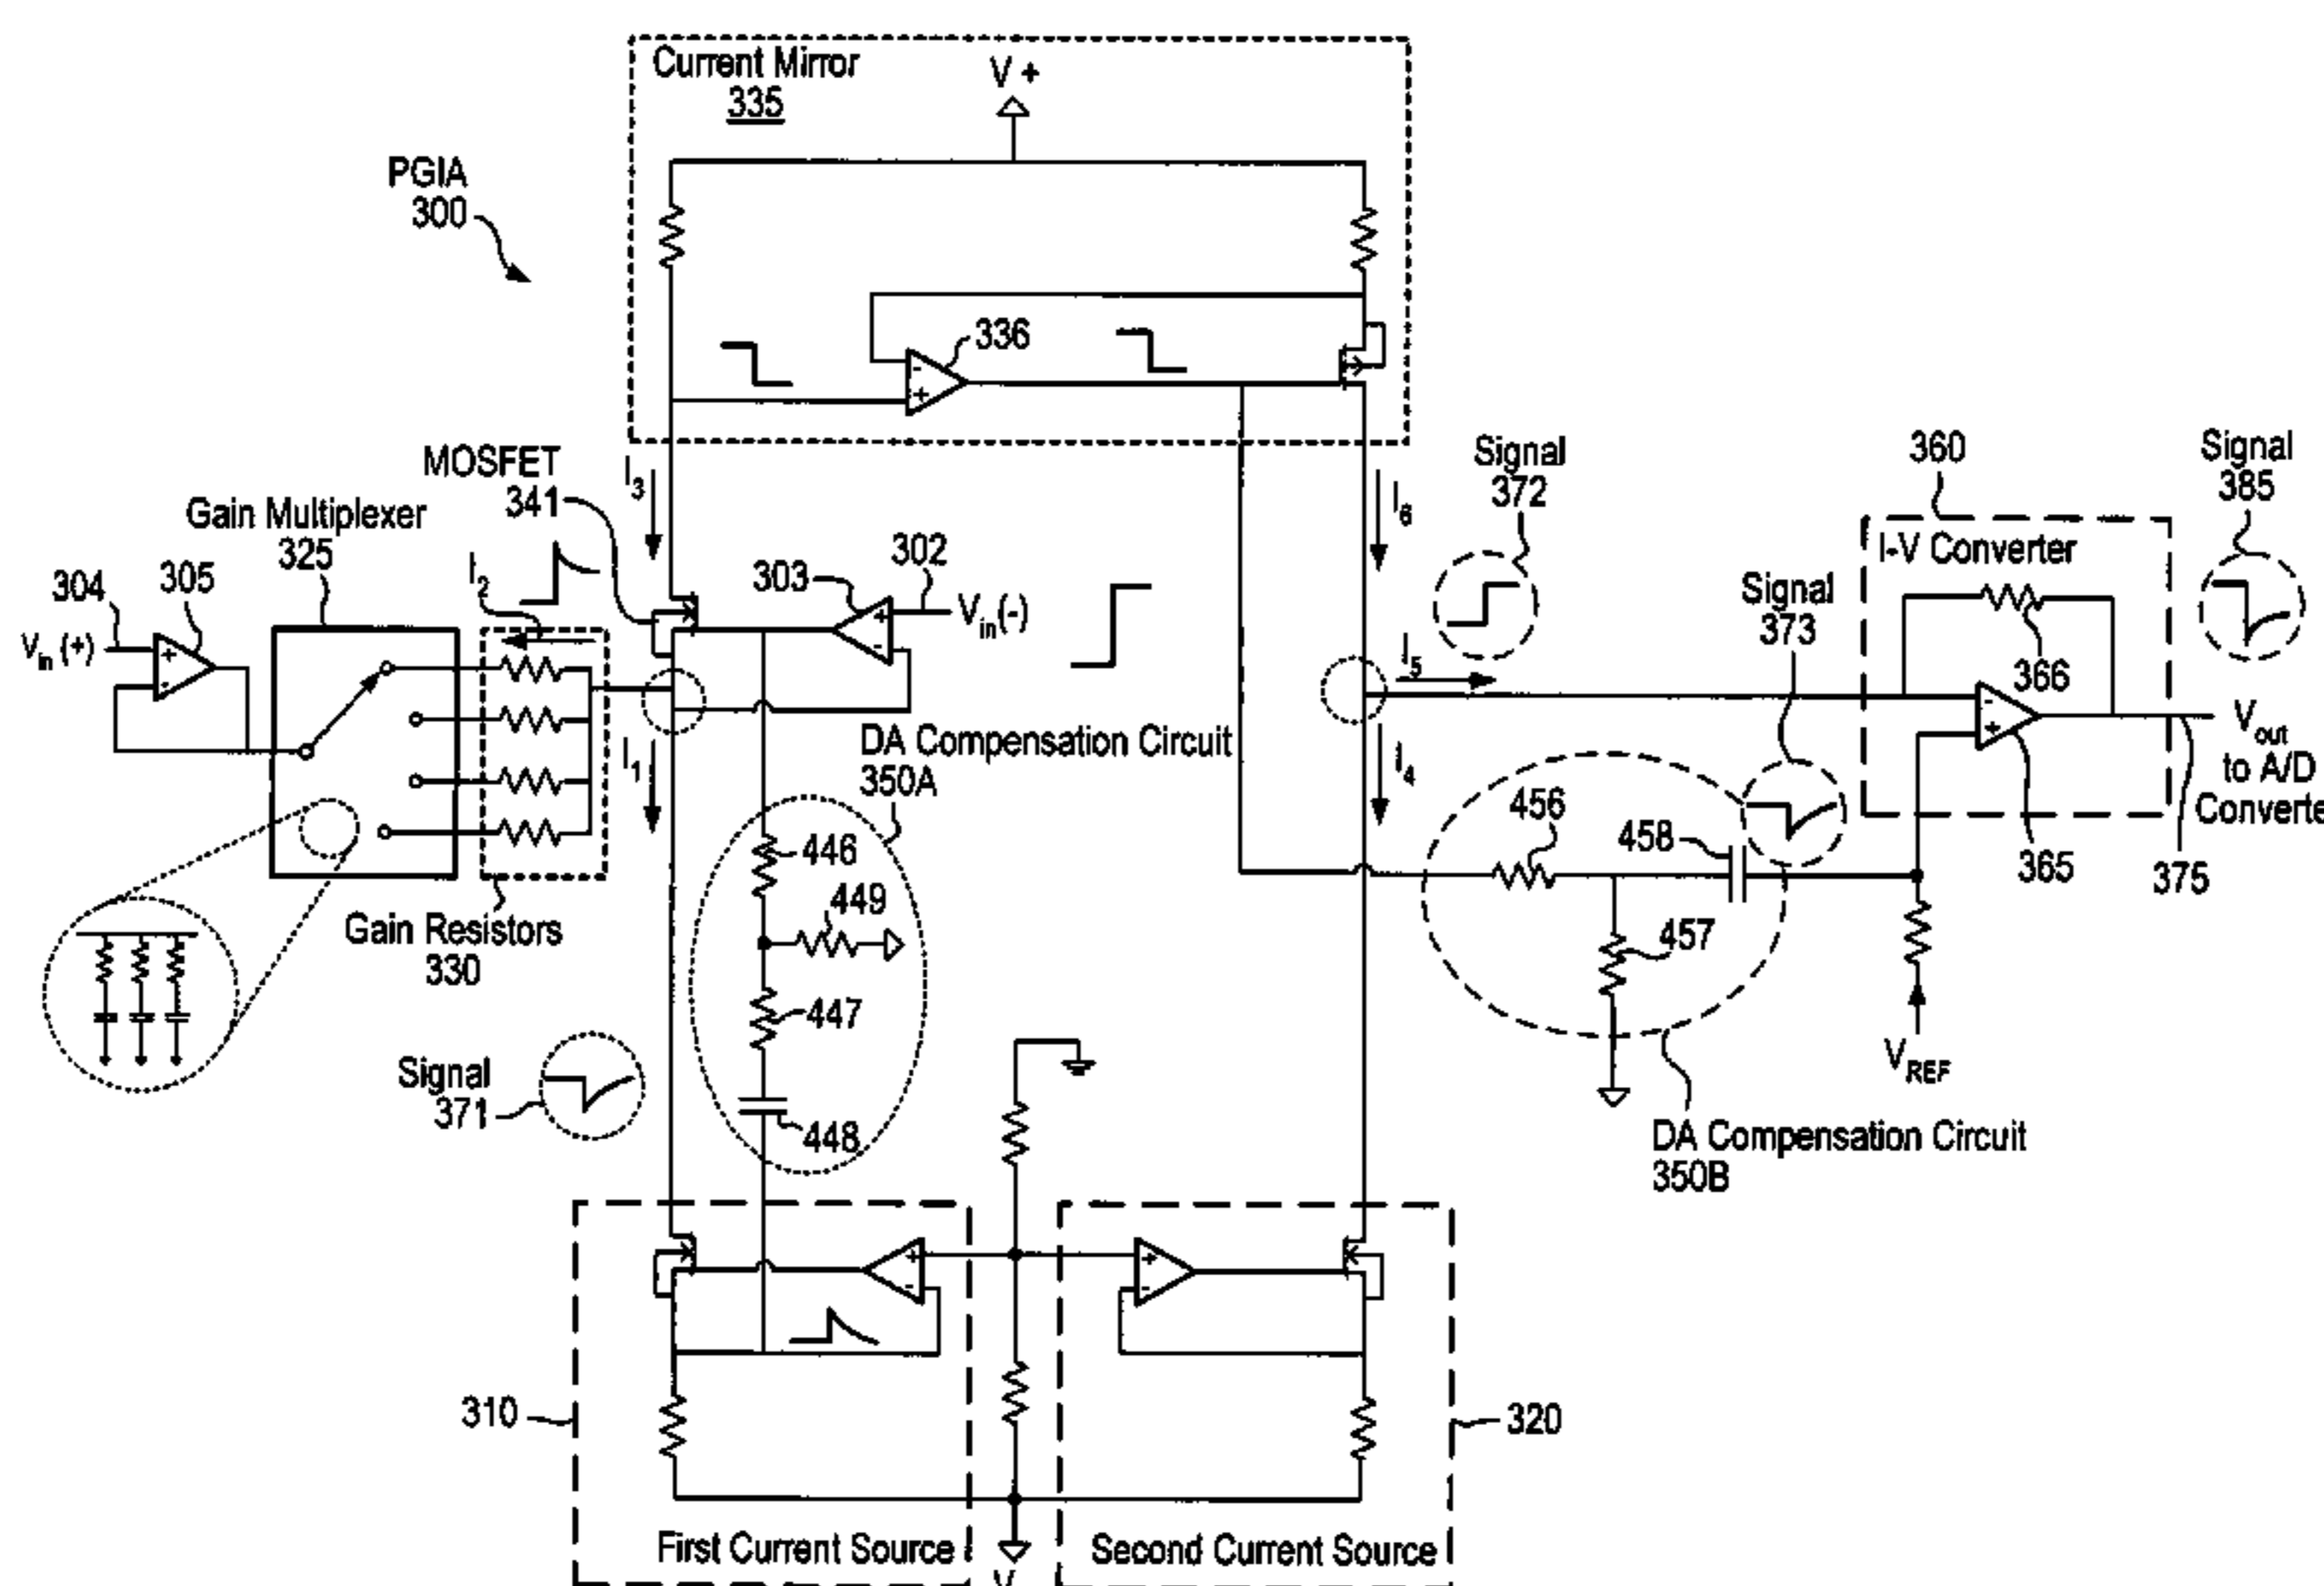 Current Mirror
335
V +
PGIA
300
336
MOSFET
341
I3
I6
Signal
372
360
Signal
385
Gain Multiplexer
325
I-V Converter
304
305
I2
303
302
Vin (+)
Vin(-)
Signal
373
I5
366
Vout
to A/D
Converte
I1
DA Compensation Circuit
350A
I4
456
458
365
375
446
449
457
Gain Resistors
330
447
VREF
Signal
371
448
DA Compensation Circuit
350B
310
320
First Current Source
Second Current Source
V